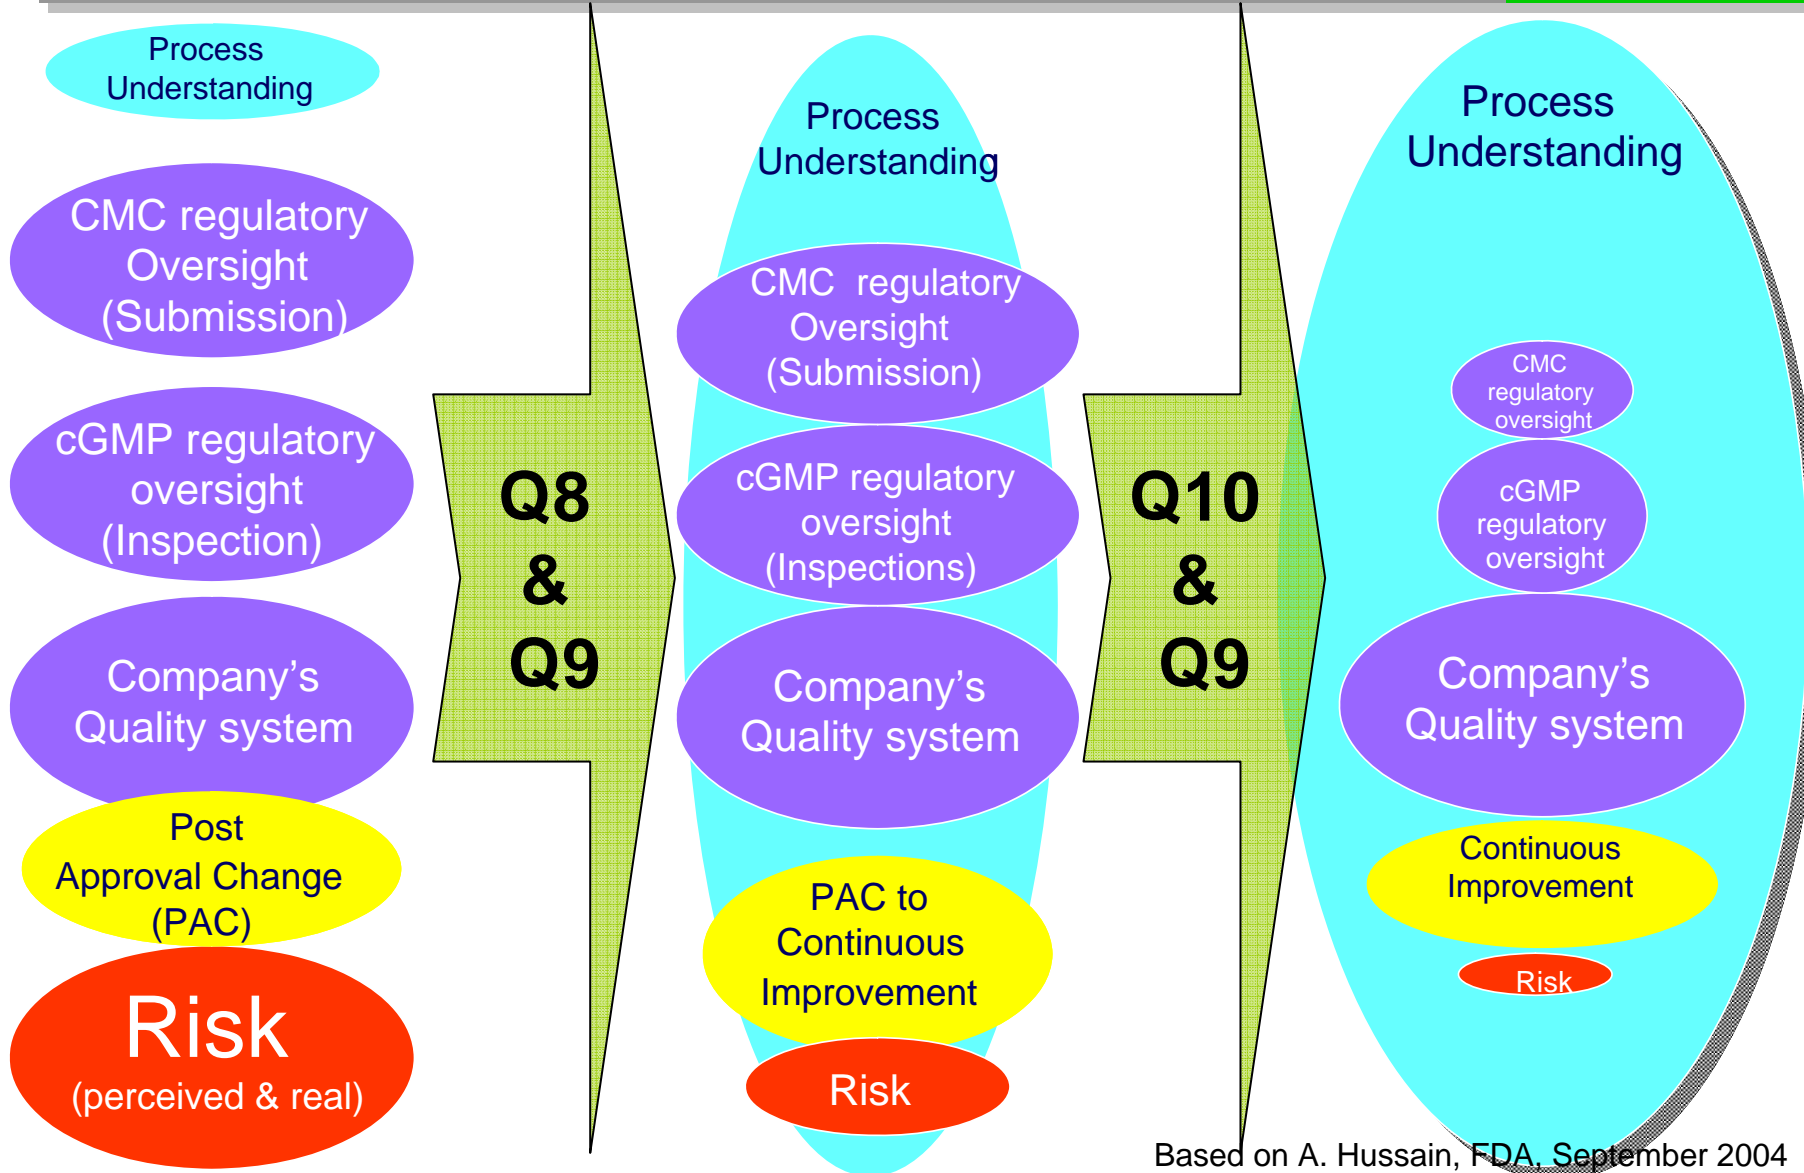 Process
Understanding
CMC regulatory
Oversight
(Submission)
cGMP regulatory
oversight
(Inspection)
Company’s
Quality system
Post
Approval Change
(PAC)
Risk
(perceived & real)
Q8
&
Q9
Process
Understanding
CMC regulatory
Oversight
(Submission)
cGMP regulatory
oversight
(Inspections)
Company’s
Quality system
PAC to
Continuous
Improvement
Risk
Q10
&
Q9
Process
Understanding
CMC
regulatory
oversight
cGMP
regulatory
oversight
Company’s
Quality system
Continuous
Improvement
Risk
Based on A. Hussain, FDA, September 2004